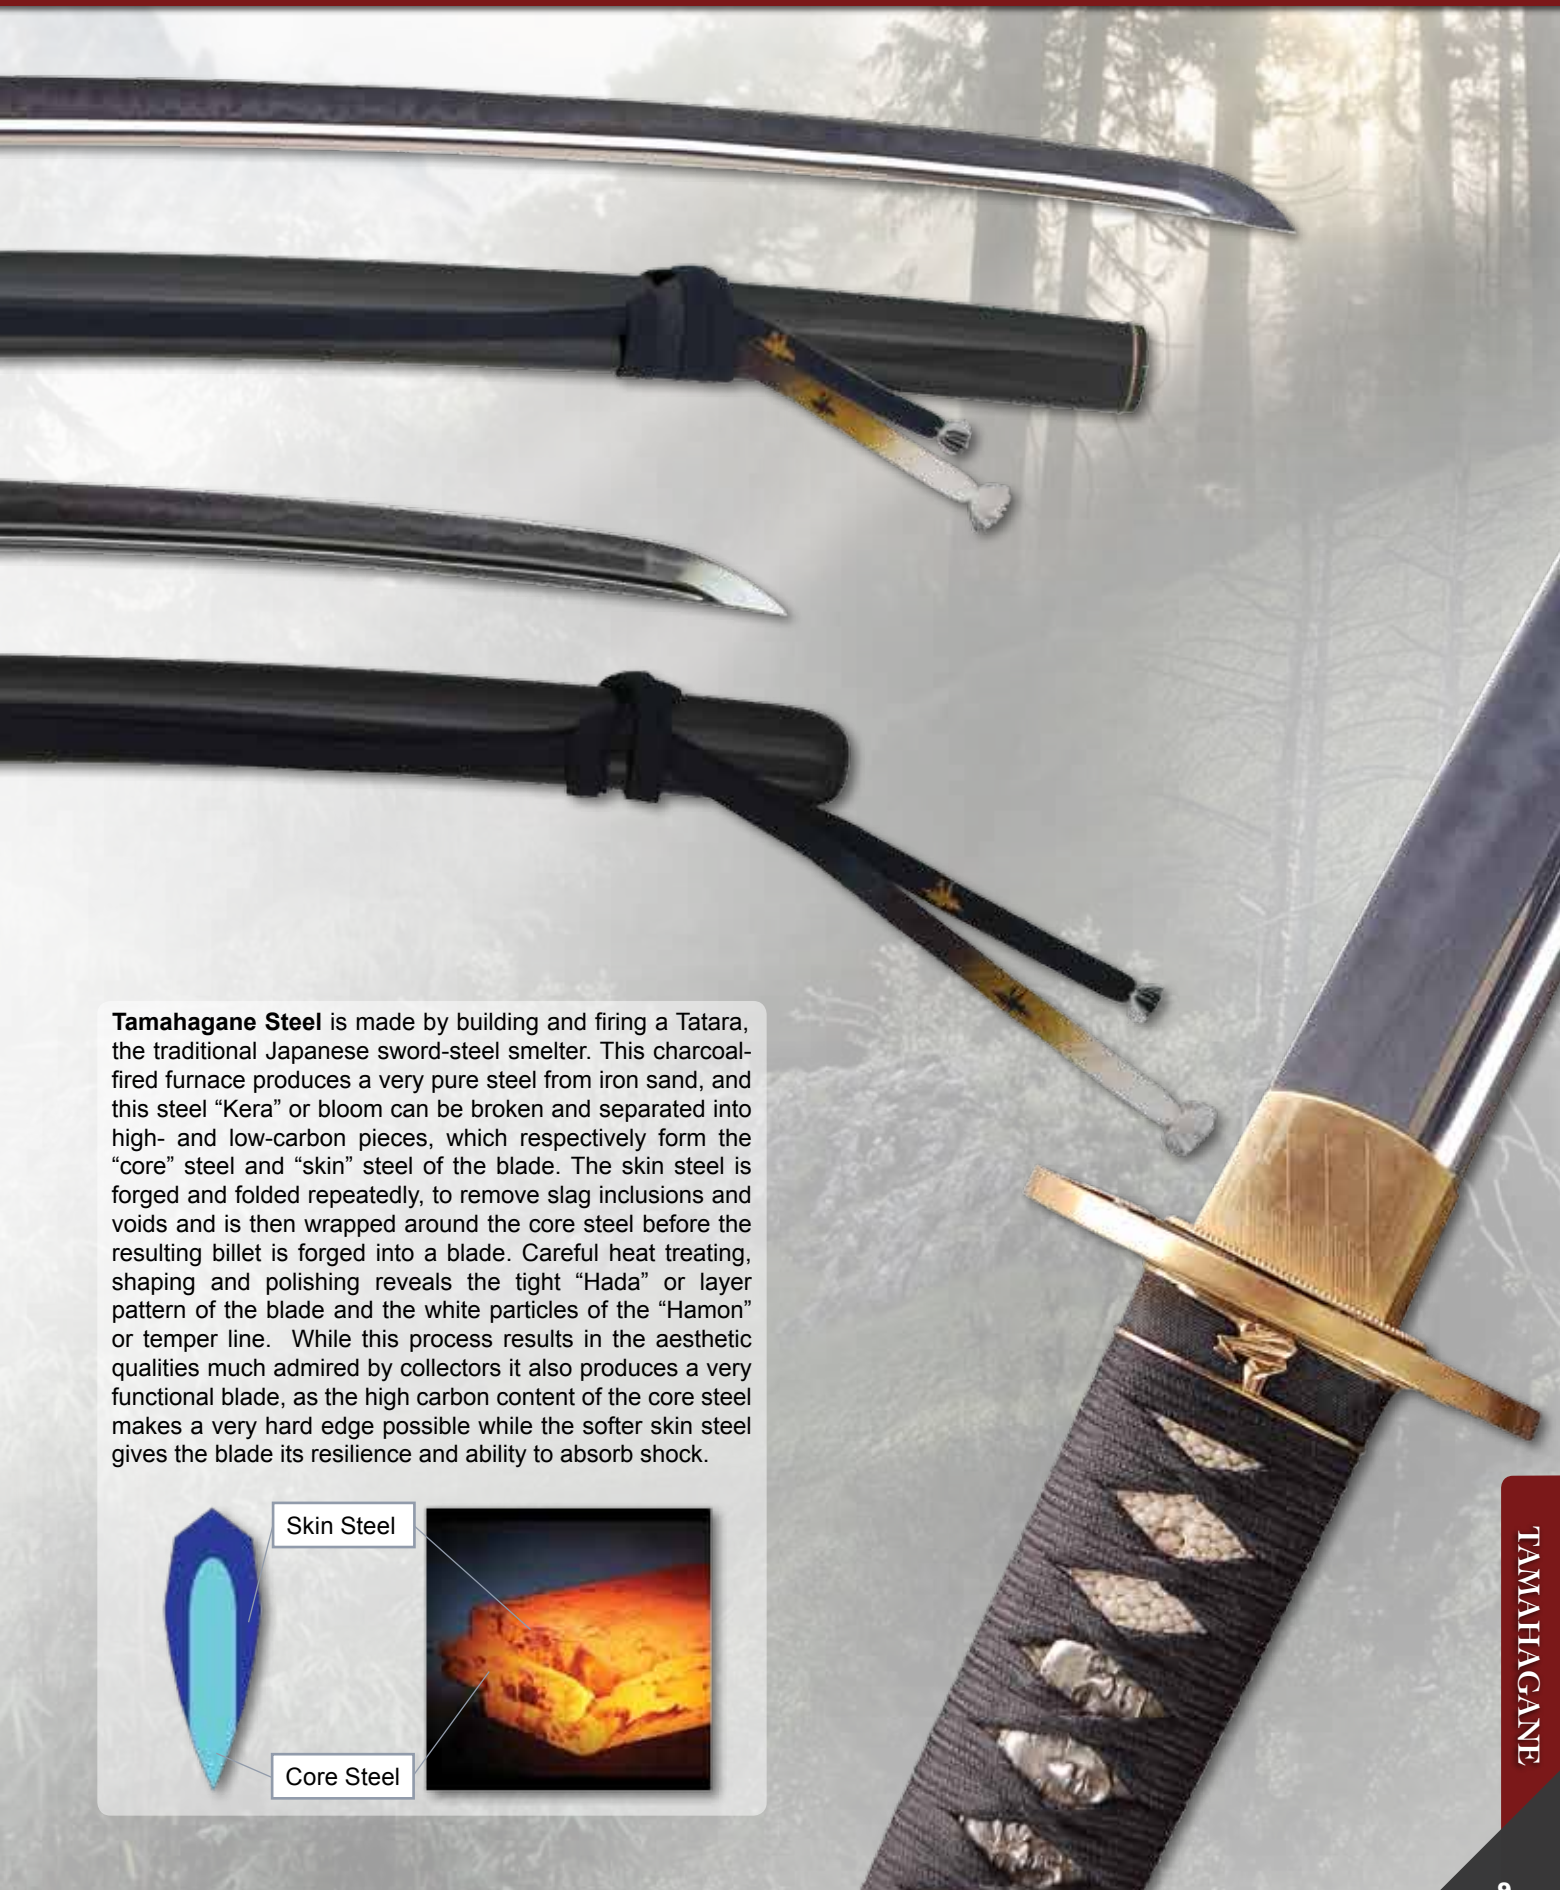 Tamahagane Steel is made by building and firing a Tatara,
the traditional Japanese sword-steel smelter. This charcoal-
fired furnace produces a very pure steel from iron sand, and
this steel “Kera” or bloom can be broken and separated into
high- and low-carbon pieces, which respectively form the
“core” steel and “skin” steel of the blade. The skin steel is
forged and folded repeatedly, to remove slag inclusions and
voids and is then wrapped around the core steel before the
resulting billet is forged into a blade. Careful heat treating,
shaping and polishing reveals the tight “Hada” or layer
pattern of the blade and the white particles of the “Hamon”
or temper line.  While this process results in the aesthetic
qualities much admired by collectors it also produces a very
functional blade, as the high carbon content of the core steel
makes a very hard edge possible while the softer skin steel
gives the blade its resilience and ability to absorb shock.
Skin Steel
Core Steel
TAMAHAGANE